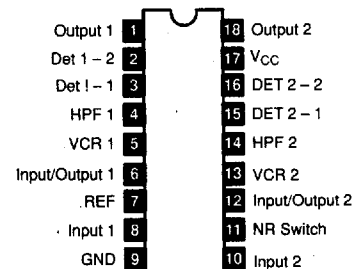 Output 1 1 18 Output 2
Det 1 – 2 2 17 VCC
Det ! – 1 3 16 DET 2 – 2
HPF 1 4 15 DET 2 – 1
VCR 1 5 14 HPF 2
Input/Output 1 6 13 VCR 2
REF 7 12 Input/Output 2
Input 1 8 11 NR Switch
GND 9 10 Input 2